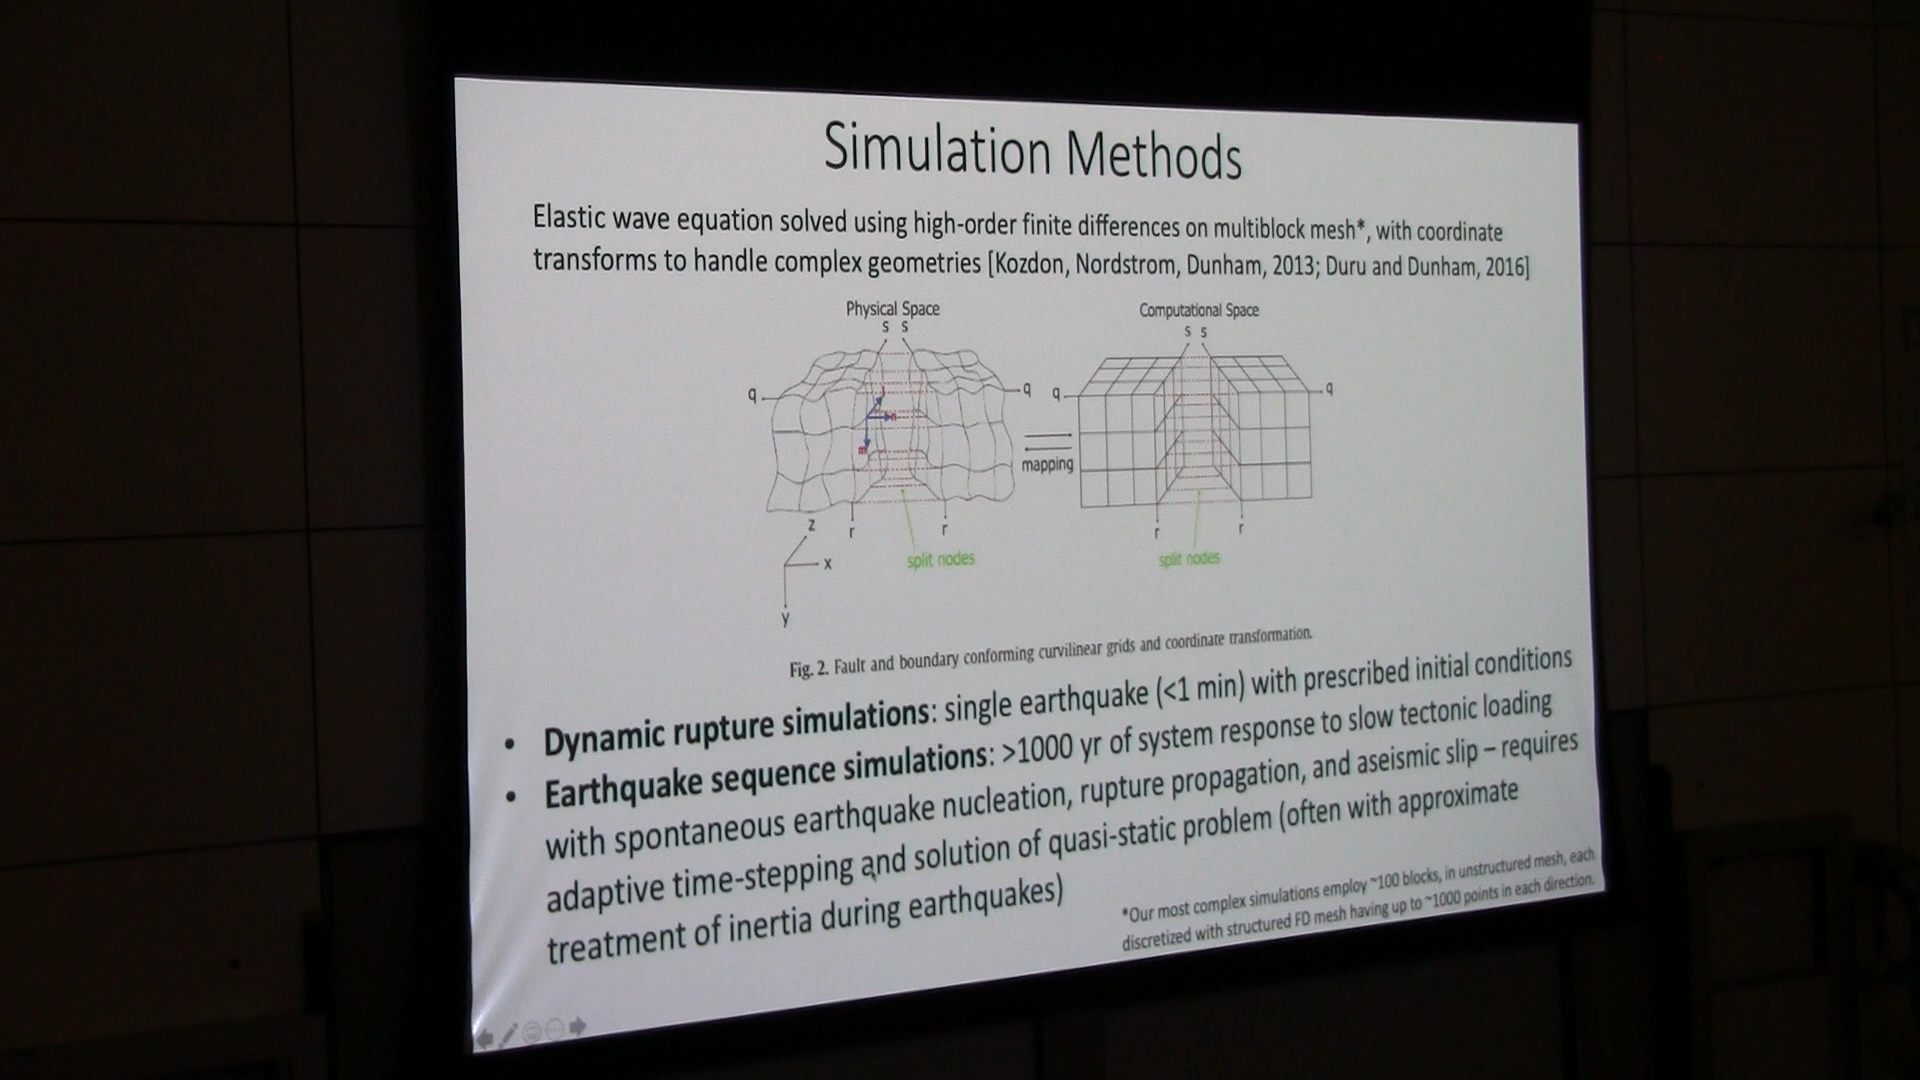 Simulation Methods
Elastic wave equation solved using high-order finite differences on multiblock mesh*, with coordinate
transforms to handle complex geometries [Kozdon, Nordstrom, Dunham, 2013; Duru and Dunham, 2016]
Physical Space
s s
q
q
l
n
m
r
r
split nodes
z
x
y
mapping
Computational Space
s s
q
q
r
r
split nodes
Fig. 2. Fault and boundary conforming curvilinear grids and coordinate transformation.
• Dynamic rupture simulations: single earthquake (<1 min) with prescribed initial conditions
• Earthquake sequence simulations: >1000 yr of system response to slow tectonic loading
with spontaneous earthquake nucleation, rupture propagation, and aseismic slip – requires
adaptive time-stepping and solution of quasi-static problem (often with approximate
treatment of inertia during earthquakes)
*Our most complex simulations employ ~100 blocks, in unstructured mesh, each
discretized with structured FD mesh having up to ~1000 points in each direction.